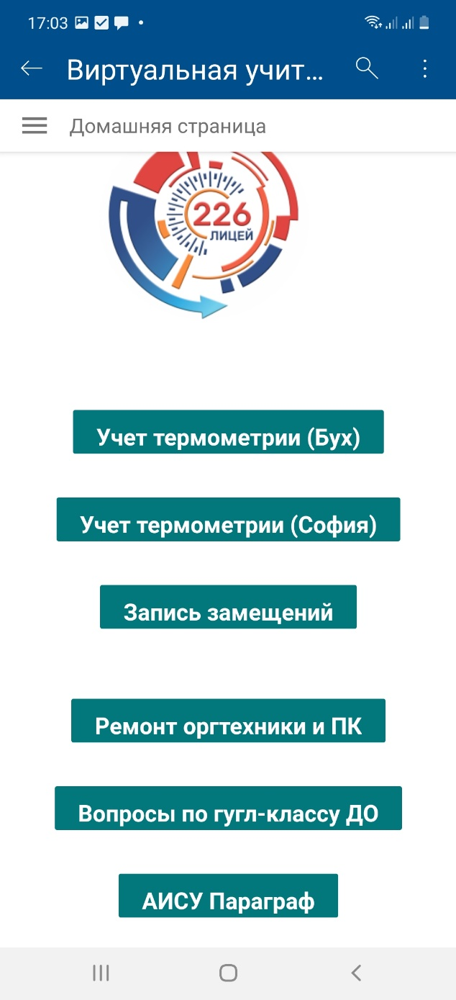 17:03
Виртуальная учит...
Домашняя страница
226
ЛИЦЕЙ
Учет термометрии (Бух)
Учет термометрии (София)
Запись замещений
Ремонт оргтехники и ПК
Вопросы по гугл-классу ДО
АИСУ Параграф